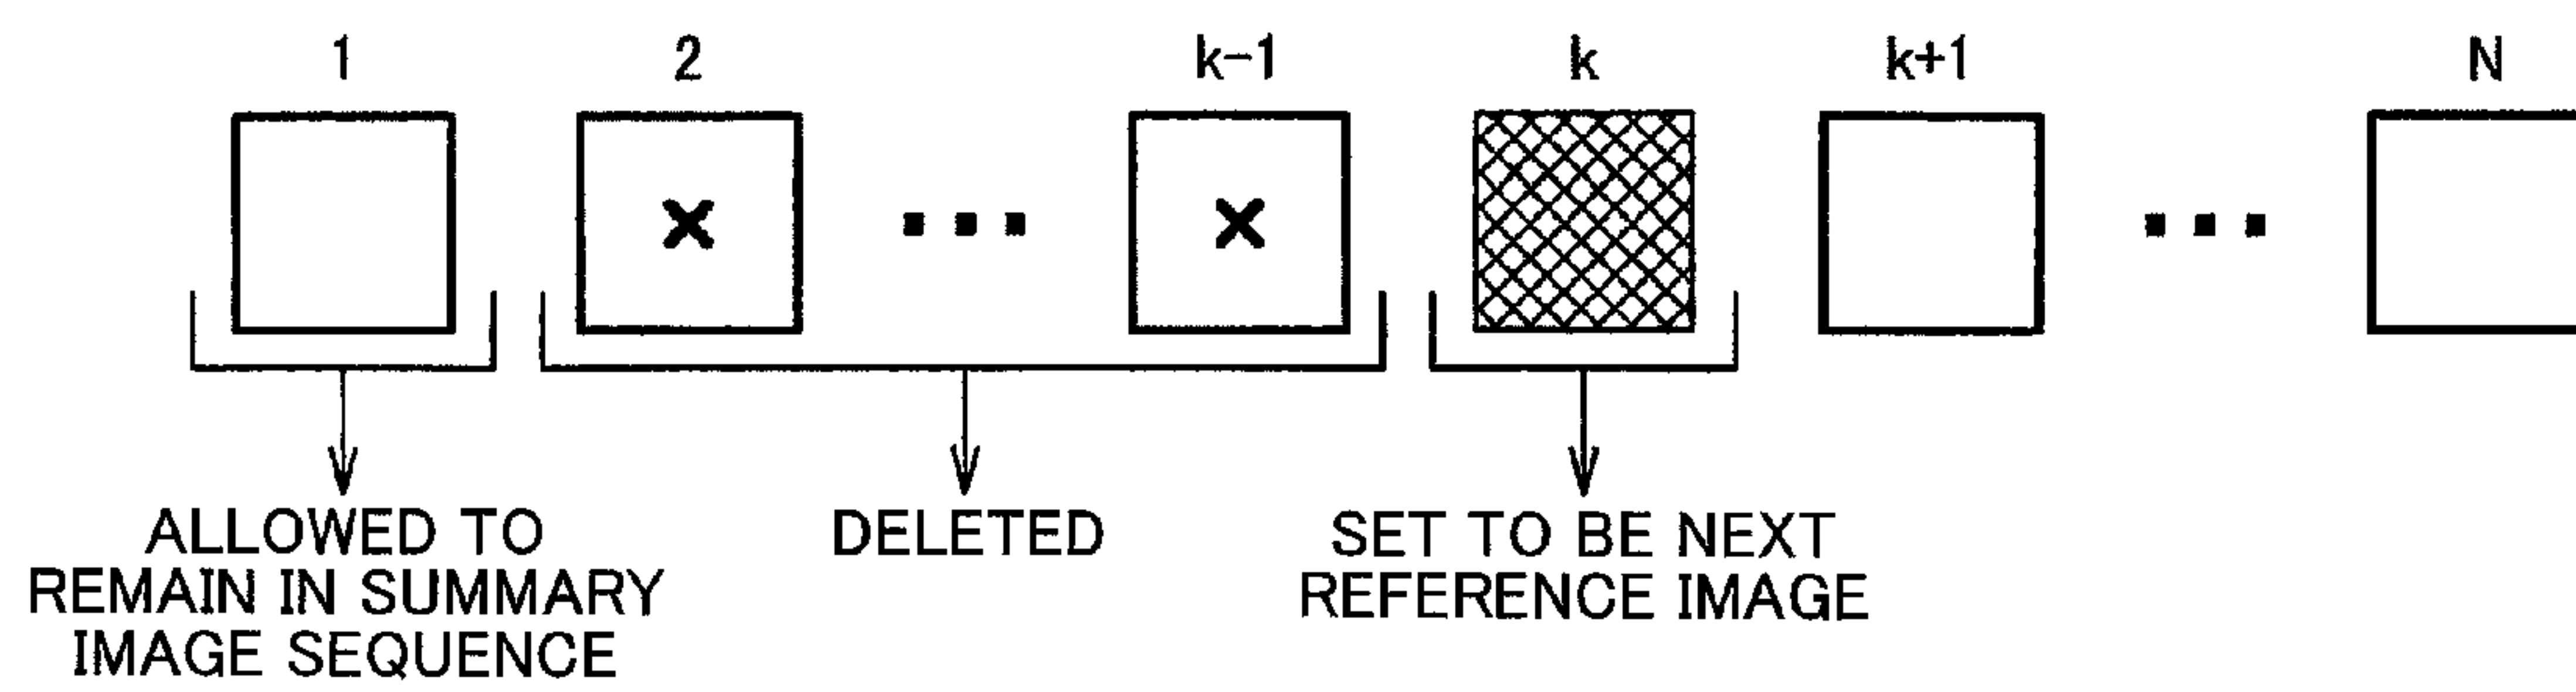 1 2 k-1 k k+1 N
ALLOWED TO
REMAIN IN SUMMARY
IMAGE SEQUENCE
DELETED
SET TO BE NEXT
REFERENCE IMAGE